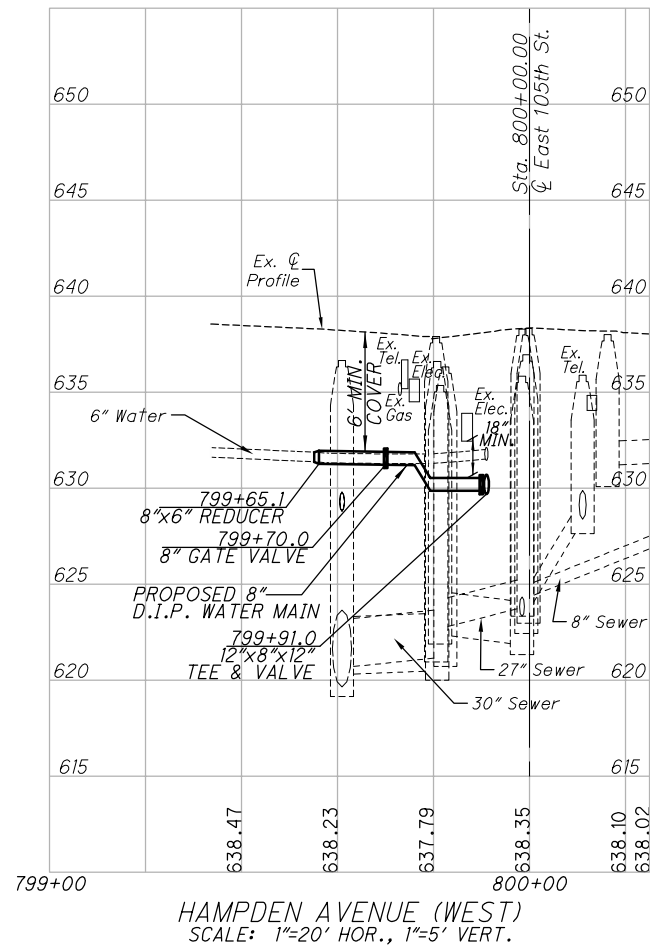 650 650
Sta. 800+00.00
℄ East 105th St.
645 645
640 640
Ex. ℄
Profile
635 635
Ex.
Tel.
Ex.
Elec.
Ex.
Gas
6' MIN.
COVER
Ex.
Elec.
18"
MIN.
Ex.
Tel.
6" Water
630 630
799+65.1
8"x6" REDUCER
799+70.0
8" GATE VALVE
625 625
PROPOSED 8"
D.I.P. WATER MAIN
799+91.0
12"x8"x12"
TEE & VALVE
8" Sewer
27" Sewer
30" Sewer
620 620
615 615
638.47
638.23
637.79
638.35
638.10
638.02
799+00 800+00
HAMPDEN AVENUE (WEST)
SCALE: 1"=20' HOR., 1"=5' VERT.